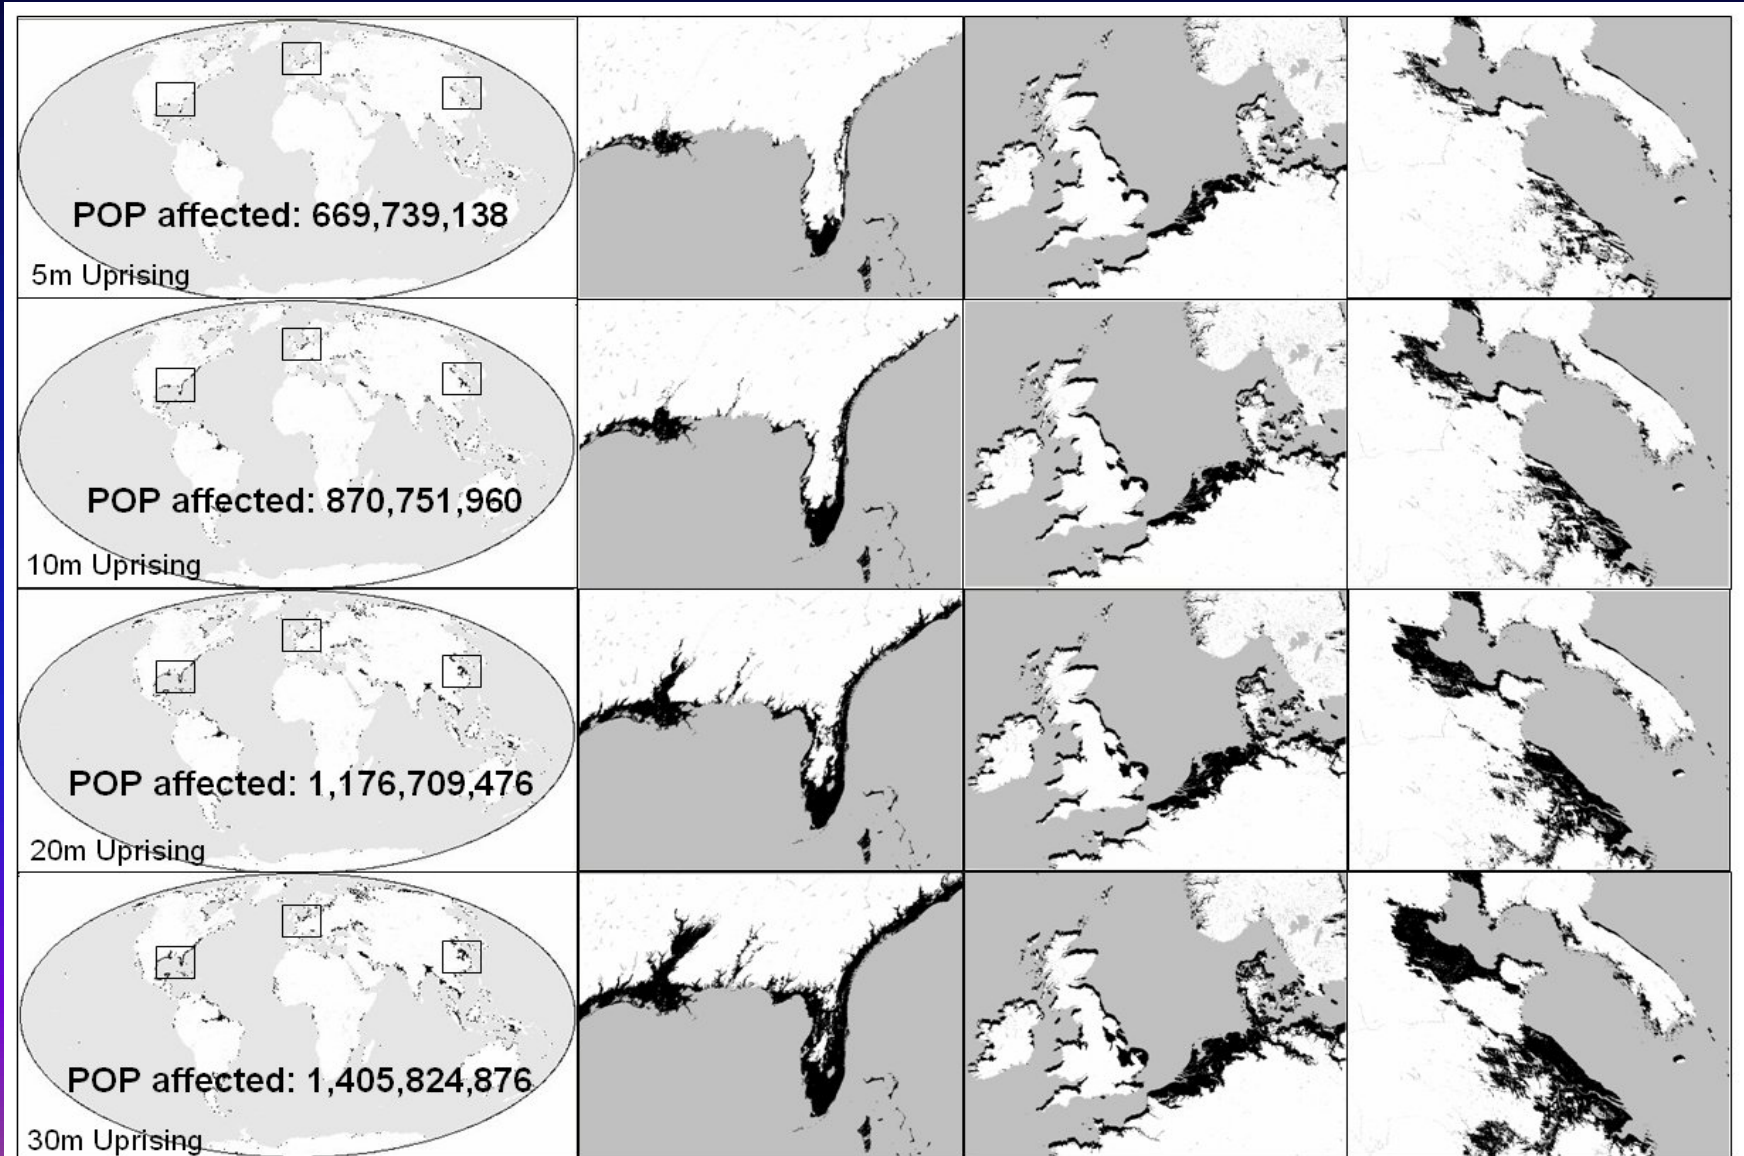 POP affected: 669,739,138
5m Uprising
POP affected: 870,751,960
10m Uprising
POP affected: 1,176,709,476
20m Uprising
POP affected: 1,405,824,876
30m Uprising